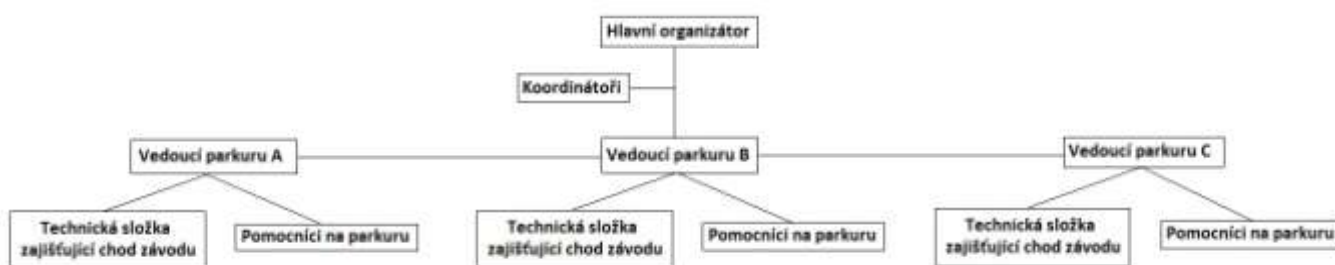 Hlavní organizátor
Koordinátoři
Vedoucí parkuru A
Vedoucí parkuru B
Vedoucí parkuru C
Technická složka
zajišťující chod závodu
Pomocníci na parkuru
Technická složka
zajišťující chod závodu
Pomocníci na parkuru
Technická složka
zajišťující chod závodu
Pomocníci na parkuru